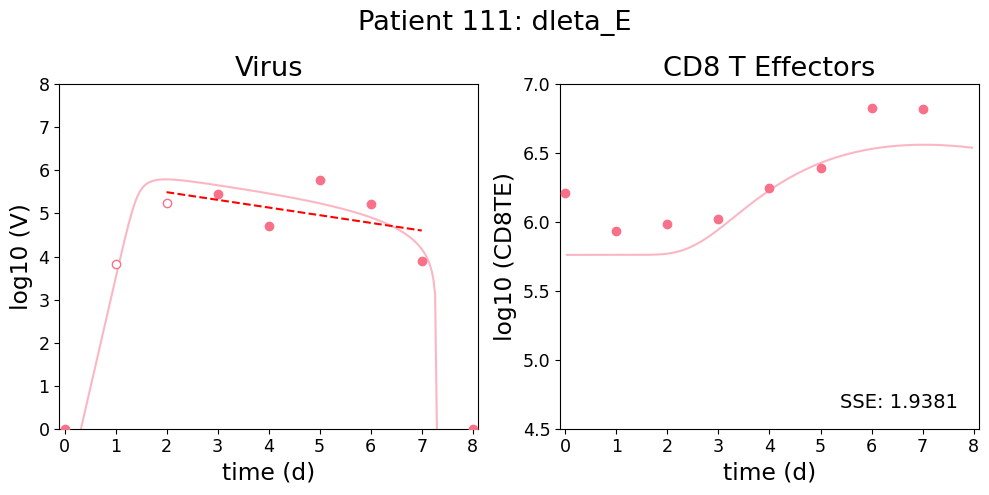 Patient 111: dleta_E
Virus
CD8 T Effectors
log10 (V)
8
7
6
5
4
3
2
1
0
0 1 2 3 4 5 6 7 8
time (d)
log10 (CD8TE)
7.0
6.5
6.0
5.5
5.0
4.5
SSE: 1.9381
0 1 2 3 4 5 6 7 8
time (d)